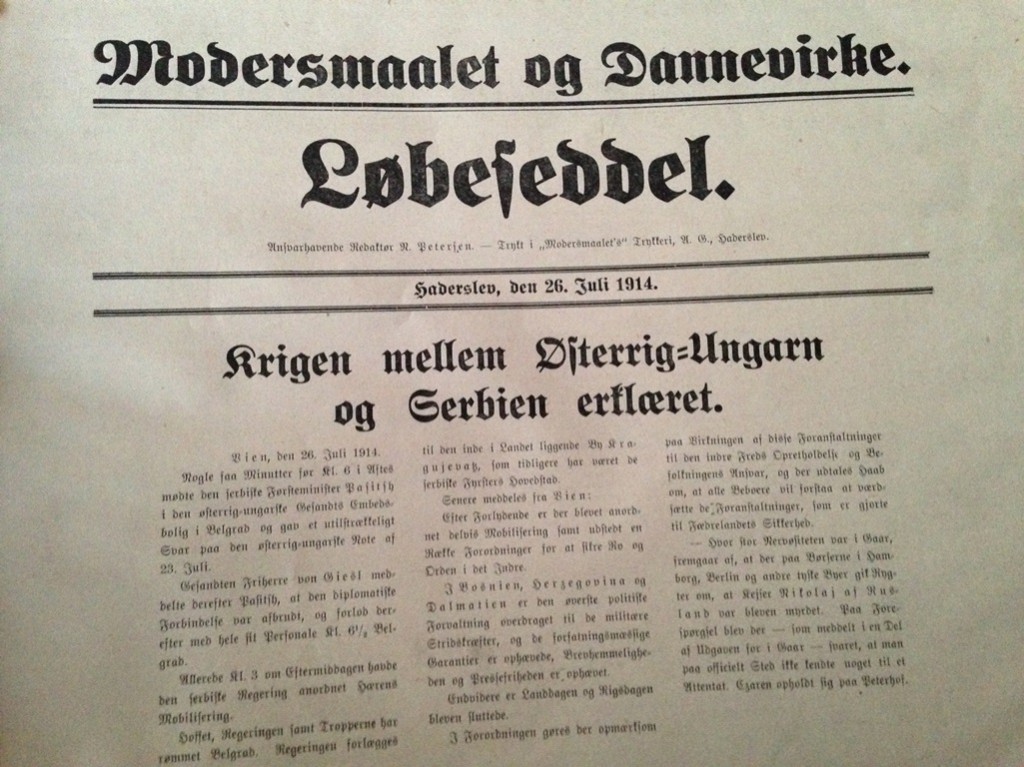 Modersmaalet og Dannevirke.
Løbeseddel.
Ansvarhavende Redaktør N. Petersen. — Trykt i „Modersmaalet's" Trykkeri, A. G., Haderslev.
Haderslev, den 26. Juli 1914.
Krigen mellem Østerrig-Ungarn
og Serbien erklæret.
Vien, den 26. Juli 1914.
Nogle faa Minutter før Kl. 6 i Aftes
mødte den serbiske Førsteminister Pasitsh
i den østerrig-ungarske Gesandts Embeds-
bolig i Belgrad og gav et utilstrækkeligt
Svar paa den østerrig-ungarske Note af
23. Juli.
Gesandten Friherre von Giesl med-
delte derefter Pasitsh, at den diplomatiske
Forbindelse var afbrudt, og forlod der-
efter med hele sit Personale Kl. 6½ Bel-
grad.
Allerede Kl. 3 om Eftermiddagen havde
den serbiske Regering anordnet Hærens
Mobilisering.
Hoffet, Regeringen samt Tropperne har
rømmet Belgrad. Regeringen forlægges
til den inde i Landet liggende By Kra-
gujevatz, som tidligere har været de
serbiske Fyrsters Hovedstad.
Senere meddeles fra Vien:
Efter Forlydende er der blevet anord-
net delvis Mobilisering samt udstedt en
Række Forordninger for at sikre Ro og
Orden i det Indre.
I Bosnien, Herzegovina og
Dalmatien er den øverste politiske
Forvaltning overdraget til de militære
Stridskræfter, og de forfatningsmæssige
Garantier er ophævede, Brevhemmelighe-
den og Pressefriheden er ophævet.
Endvidere er Landdagen og Rigsdagen
bleven sluttede.
I Forordningen gøres der opmærksom
paa Virkningen af disse Foranstaltninger
til den indre Freds Opretholdelse og Be-
folkningens Ansvar, og der udtales Haab
om, at alle Beboere vil forstaa at værd-
sætte de Foranstaltninger, som er gjorte
til Fædrelandets Sikkerhed.
— Hvor stor Nervøsiteten var i Gaar,
fremgaar af, at der paa Børserne i Ham-
borg, Berlin og andre tyske Byer gik Ryg-
ter om, at Kejser Nikolaj af Rus-
land var bleven myrdet. Paa Fore-
spørgsel blev der — som meddelt i en Del
af Udgaven for i Gaar — svaret, at man
paa officielt Sted ikke kendte noget til et
Attentat. Czaren opholdt sig paa Peterhof.